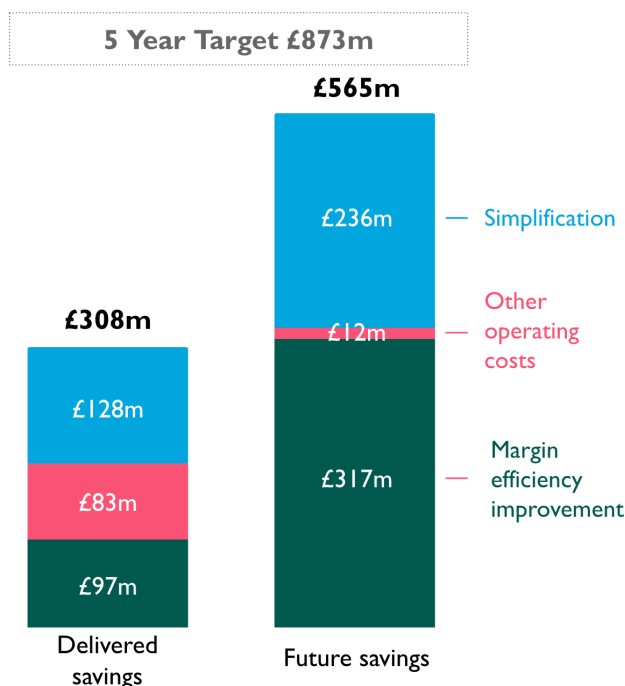 5 Year Target £873m
£565m
£236m
Simplification
Other
operating
costs
£12m
£308m
£128m
£83m
£97m
£317m
Margin
efficiency
improvement
Delivered
savings
Future savings